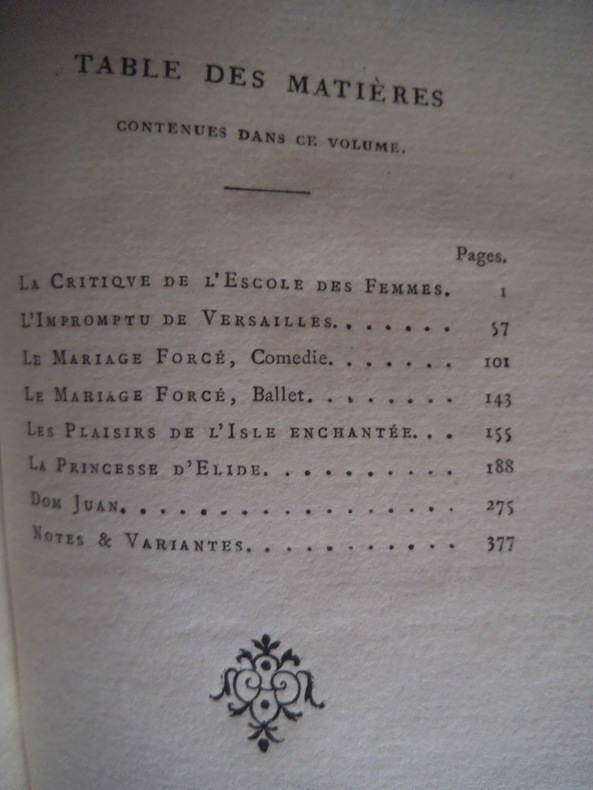 TABLE DES MATIÈRES
CONTENUES DANS CE VOLUME.
Pages.
LA CRITIQVE DE L'ESCOLE DES FEMMES. 1
L'IMPROMPTU DE VERSAILLES....... 57
LE MARIAGE FORCÉ, Comedie....... 101
LE MARIAGE FORCÉ, Ballet........ 143
LES PLAISIRS DE L'ISLE ENCHANTÉE... 155
LA PRINCESSE D'ELIDE.......... 188
DOM JUAN.................. 275
NOTES & VARIANTES........... 377